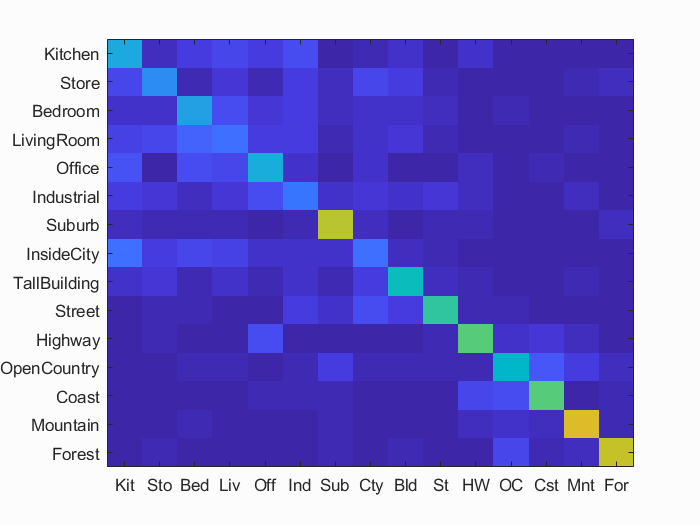 Kitchen
Store
Bedroom
LivingRoom
Office
Industrial
Suburb
InsideCity
TallBuilding
Street
Highway
OpenCountry
Coast
Mountain
Forest
Kit Sto Bed Liv Off Ind Sub Cty Bld St HW OC Cst Mnt For